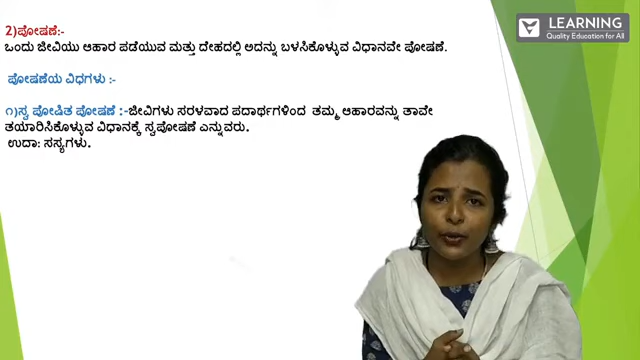 LEARNING
Quality Education for All
2)ಪೋಷಣೆ:-
ಒಂದು ಜೀವಿಯು ಆಹಾರ ಪಡೆಯುವ ಮತ್ತು ದೇಹದಲ್ಲಿ ಅದನ್ನು ಬಳಸಿಕೊಳ್ಳುವ ವಿಧಾನವೇ ಪೋಷಣೆ.
ಪೋಷಣೆಯ ವಿಧಗಳು :-
೧)ಸ್ವ ಪೋಷಿತ ಪೋಷಣೆ :-ಜೀವಿಗಳು ಸರಳವಾದ ಪದಾರ್ಥಗಳಿಂದ ತಮ್ಮ ಆಹಾರವನ್ನು ತಾವೇ
ತಯಾರಿಸಿಕೊಳ್ಳುವ ವಿಧಾನಕ್ಕೆ ಸ್ವಪೋಷಣೆ ಎನ್ನುವರು.
ಉದಾ: ಸಸ್ಯಗಳು.